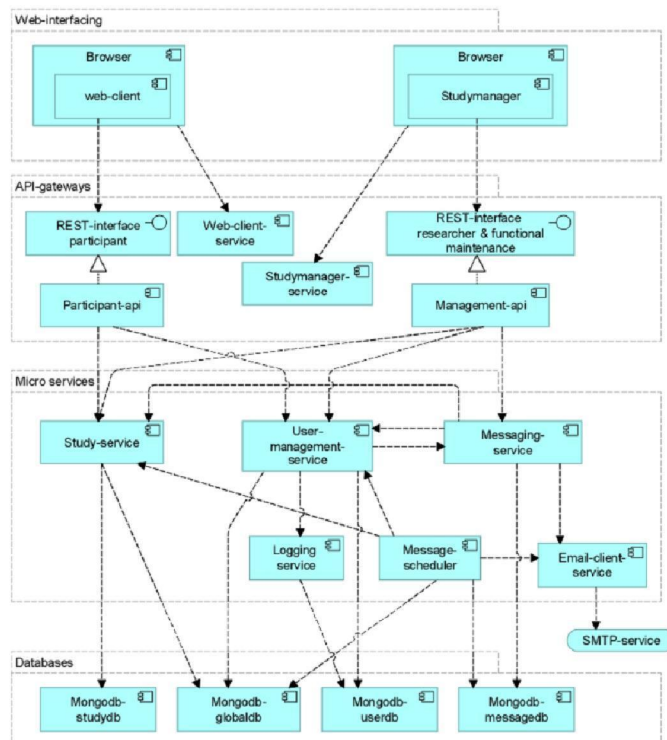 Web-interfacing
Browser
web-client
Browser
Studymanager
API-gateways
REST-interface
participant
Web-client-
service
REST-interface
researcher & functional
maintenance
Studymanager-
service
Participant-api
Management-api
Micro services
Study-service
User-
management-
service
Messaging-
service
Logging
service
Message-
scheduler
Email-client-
service
SMTP-service
Databases
Mongodb-
studydb
Mongodb-
globaldb
Mongodb-
userdb
Mongodb-
messagedb